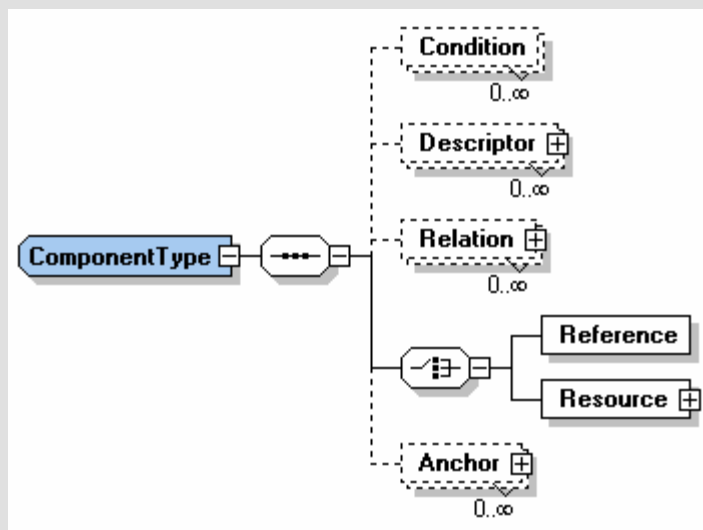 Condition
0..∞
Descriptor
0..∞
Relation
0..∞
ComponentType
Reference
Resource
Anchor
0..∞